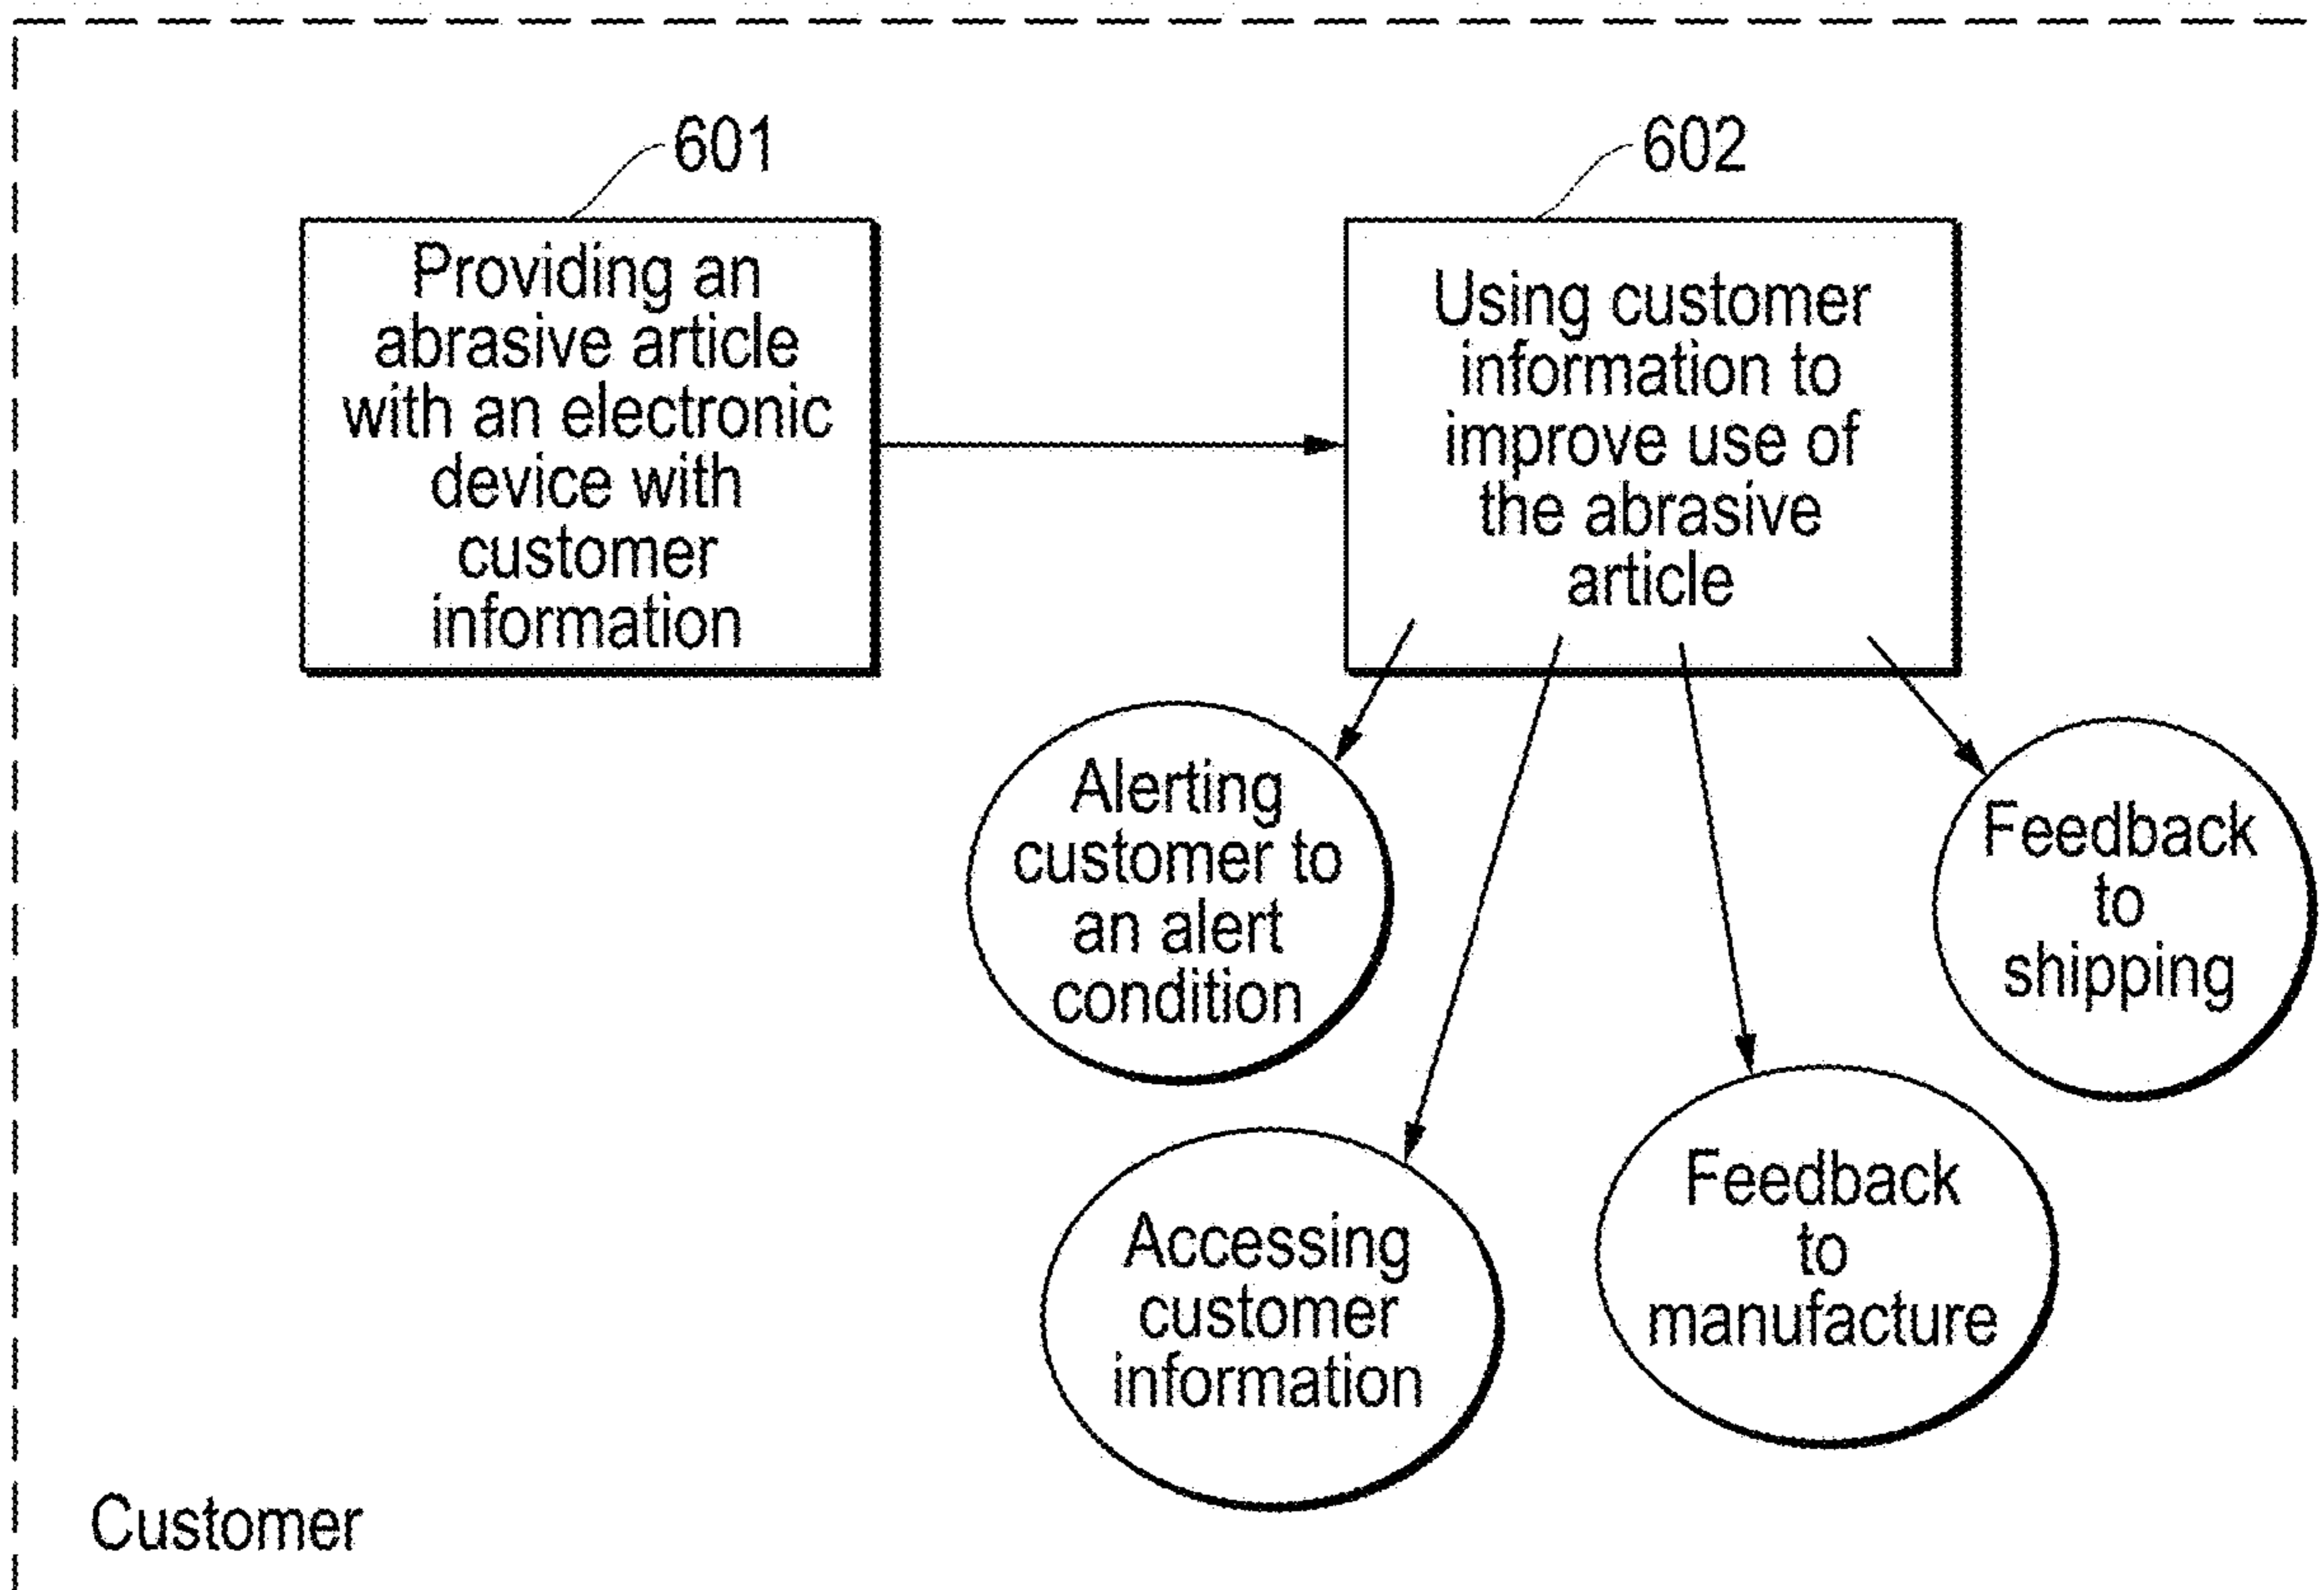 601
Providing an
abrasive article
with an electronic
device with
customer
information
602
Using customer
information to
improve use of
the abrasive
article
Alerting
customer to
an alert
condition
Accessing
customer
information
Feedback
to
manufacture
Feedback
to
shipping
Customer